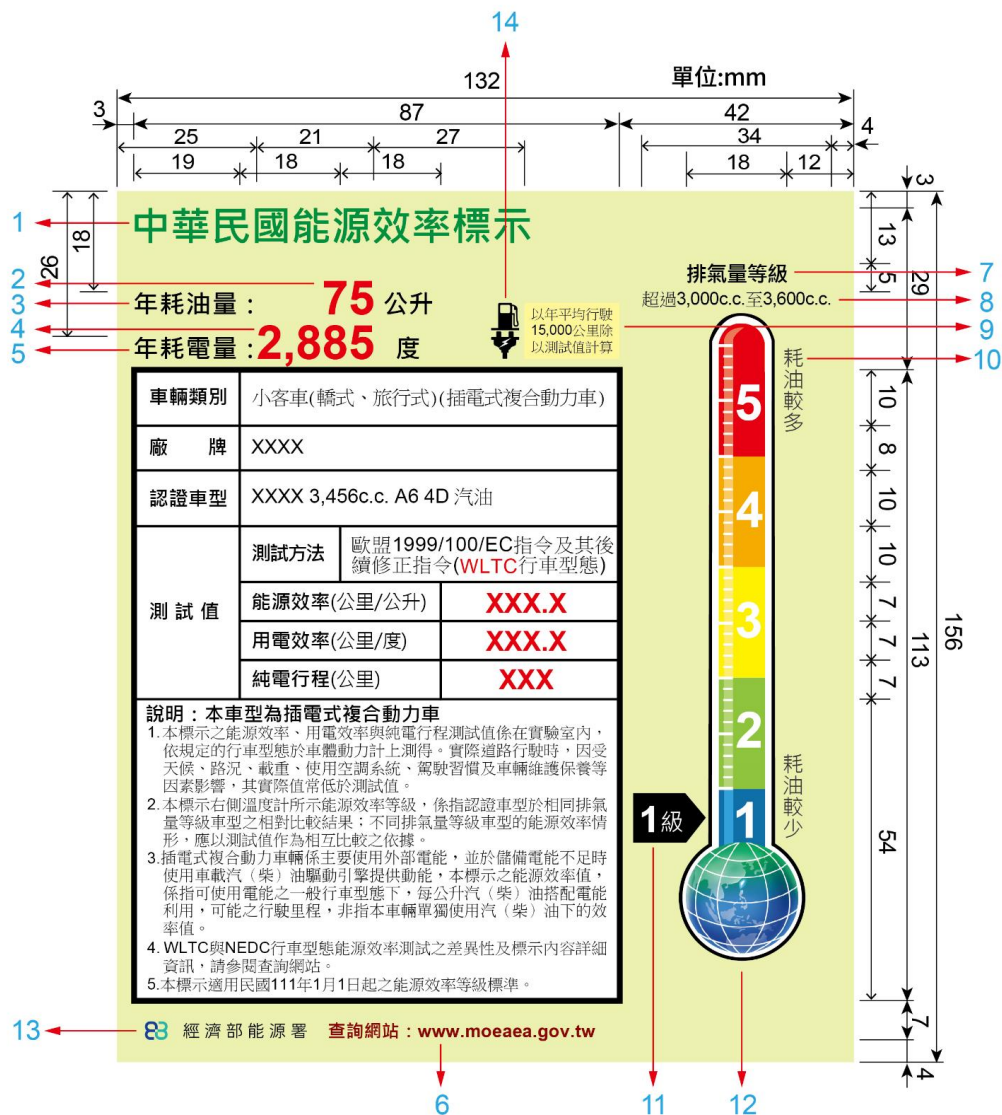 14
單位:mm
132
3
87
42
25
21
27
34
4
19
18
18
18
12
3
1
中華民國能源效率標示
18
26
13
5
29
2
3
年耗油量：75 公升
4
5
年耗電量：2,885 度
以年平均行駛
15,000公里除
以測試值計算
排氣量等級
7
超過3,000c.c.至3,600c.c.
8
9
耗油較多
10
車輛類別
小客車(轎式、旅行式)(插電式複合動力車)
廠牌
XXXX
認證車型
XXXX 3,456c.c. A6 4D 汽油
測試值
測試方法
歐盟1999/100/EC指令及其後
續修正指令(WLTC行車型態)
能源效率(公里/公升)
XXX.X
用電效率(公里/度)
XXX.X
純電行程(公里)
XXX
5
4
3
2
1
10
8
10
10
7
7
7
54
113
156
7
4
耗油較少
1級
說明：本車型為插電式複合動力車
1.本標示之能源效率、用電效率與純電行程測試值係在實驗室內，
依規定的行車型態於車體動力計上測得。實際道路行駛時，因受
天候、路況、載重、使用空調系統、駕駛習慣及車輛維護保養等
因素影響，其實際值常低於測試值。
2.本標示右側溫度計所示能源效率等級，係指認證車型於相同排氣
量等級車型之相對比較結果；不同排氣量等級車型的能源效率情
形，應以測試值作為相互比較之依據。
3.插電式複合動力車輛係主要使用外部電能，並於儲備電能不足時
使用車載汽（柴）油驅動引擎提供動能，本標示之能源效率值，
係指可使用電能之一般行車型態下，每公升汽（柴）油搭配電能
利用，可能之行駛里程，非指本車輛單獨使用汽（柴）油下的效
率值。
4.WLTC與NEDC行車型態能源效率測試之差異性及標示內容詳細
資訊，請參閱查詢網站。
5.本標示適用民國111年1月1日起之能源效率等級標準。
13
經濟部能源署 查詢網站：www.moeaea.gov.tw
6
11
12